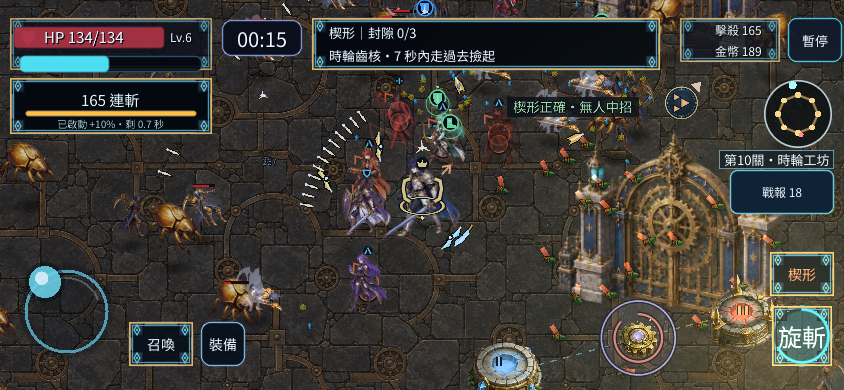 HP 134/134
Lv.6
00:15
楔形｜封隙 0/3
時輪齒核・7 秒內走過去撿起
擊殺 165
金幣 189
暫停
165 連斬
已啟動 +10%・剩 0.7 秒
楔形正確・無人中招
第10關・時輪工坊
戰報 18
楔形
旋斬
召喚
裝備
II
III